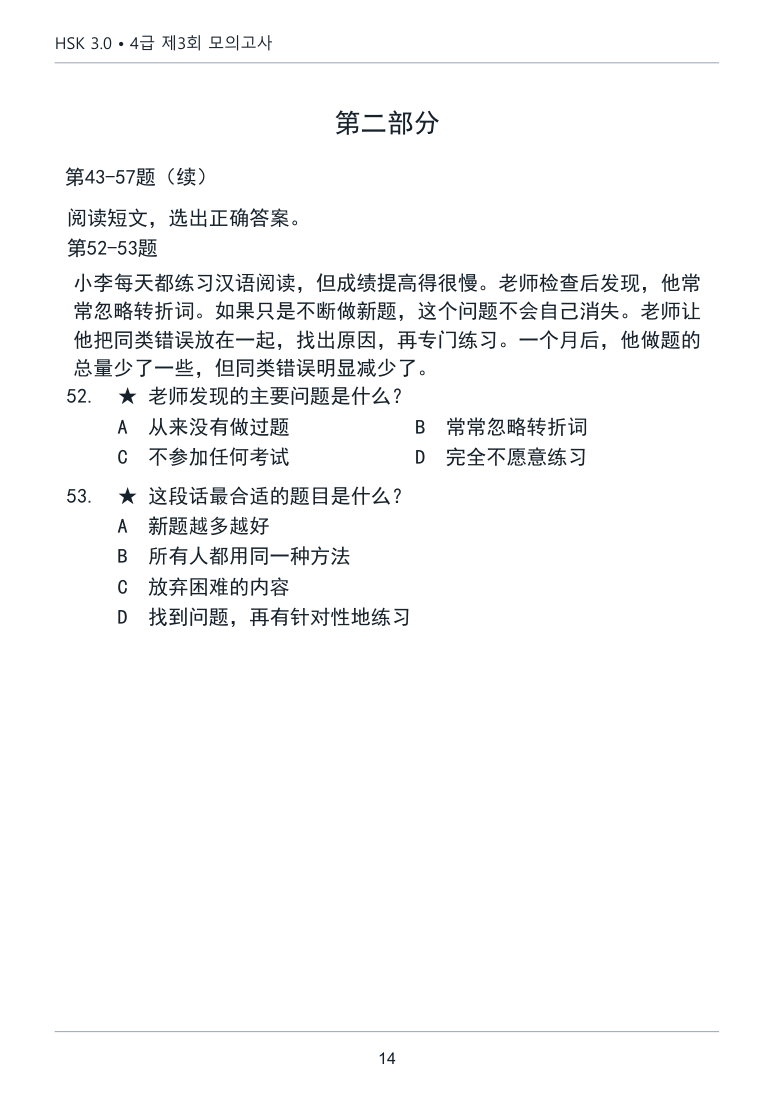 HSK 3.0 • 4급 제3회 모의고사
第二部分
第43-57题（续）
阅读短文，选出正确答案。
第52-53题
小李每天都练习汉语阅读，但成绩提高得很慢。老师检查后发现，他常
常忽略转折词。如果只是不断做新题，这个问题不会自己消失。老师让
他把同类错误放在一起，找出原因，再专门练习。一个月后，他做题的
总量少了一些，但同类错误明显减少了。
52. ★ 老师发现的主要问题是什么？
A 从来没有做过题 B 常常忽略转折词
C 不参加任何考试 D 完全不愿意练习
53. ★ 这段话最合适的题目是什么？
A 新题越多越好
B 所有人都用同一种方法
C 放弃困难的内容
D 找到问题，再有针对性地练习
14